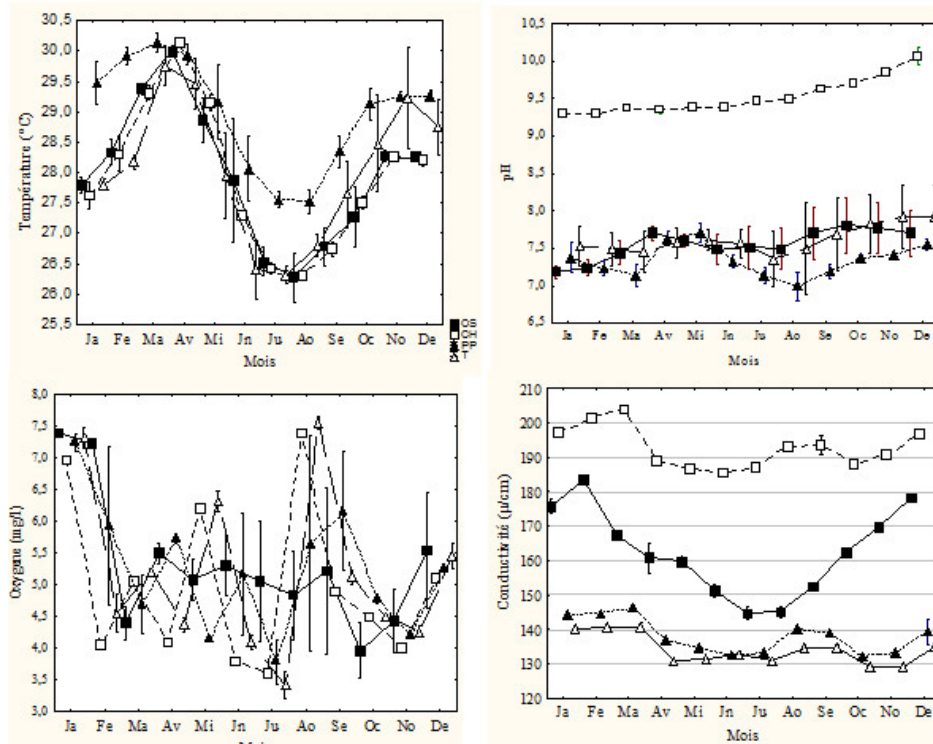 Température (°C)
30,5
30,0
29,5
29,0
28,5
28,0
27,5
27,0
26,5
26,0
25,5
Ja Fe Ma Av Mi Jn Ju Ao Se Oc No De
Mois
OS
CH
PP
T
pH
10,5
10,0
9,5
9,0
8,5
8,0
7,5
7,0
6,5
Ja Fe Ma Av Mi Jn Ju Ao Se Oc No De
Mois
Oxygene (mg/l)
8,0
7,5
7,0
6,5
6,0
5,5
5,0
4,5
4,0
3,5
3,0
Ja Fe Ma Av Mi Jn Ju Ao Se Oc No De
Mois
Conductivité (µ/cm)
210
200
190
180
170
160
150
140
130
120
Ja Fe Ma Av Mi Jn Ju Ao Se Oc No De
Mois